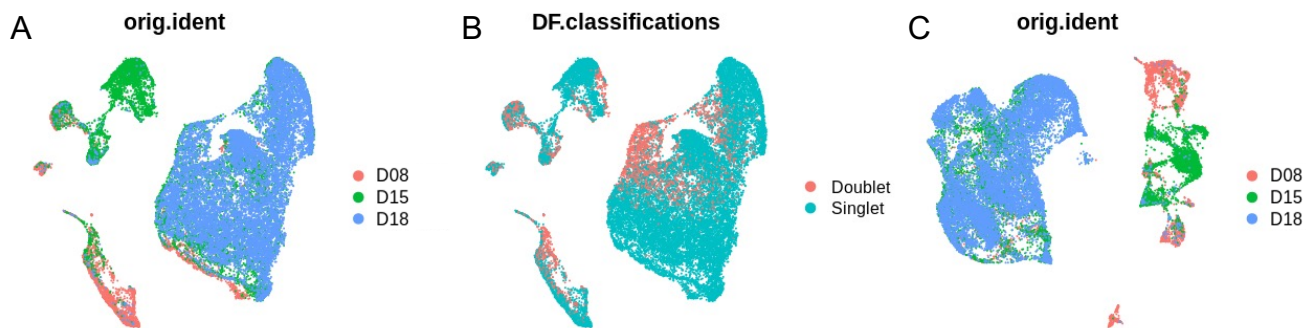 A
orig.ident
D08
D15
D18
B
DF.classifications
Doublet
Singlet
C
orig.ident
D08
D15
D18